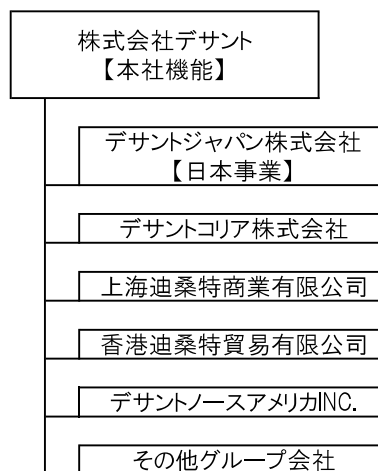 株式会社デサント
【本社機能】
デサントジャパン株式会社
【日本事業】
デサントコリア株式会社
上海迪桑特商業有限公司
香港迪桑特貿易有限公司
デサントノースアメリカINC.
その他グループ会社